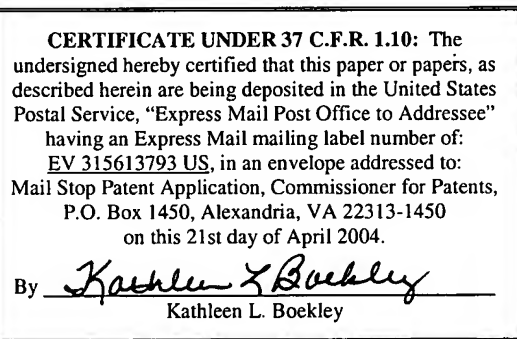 CERTIFICATE UNDER 37 C.F.R. 1.10: The
undersigned hereby certified that this paper or papers, as
described herein are being deposited in the United States
Postal Service, “Express Mail Post Office to Addressee”
having an Express Mail mailing label number of:
EV 315613793 US, in an envelope addressed to:
Mail Stop Patent Application, Commissioner for Patents,
P.O. Box 1450, Alexandria, VA 22313-1450
on this 21st day of April 2004.
By Kathleen L Boekley
Kathleen L. Boekley